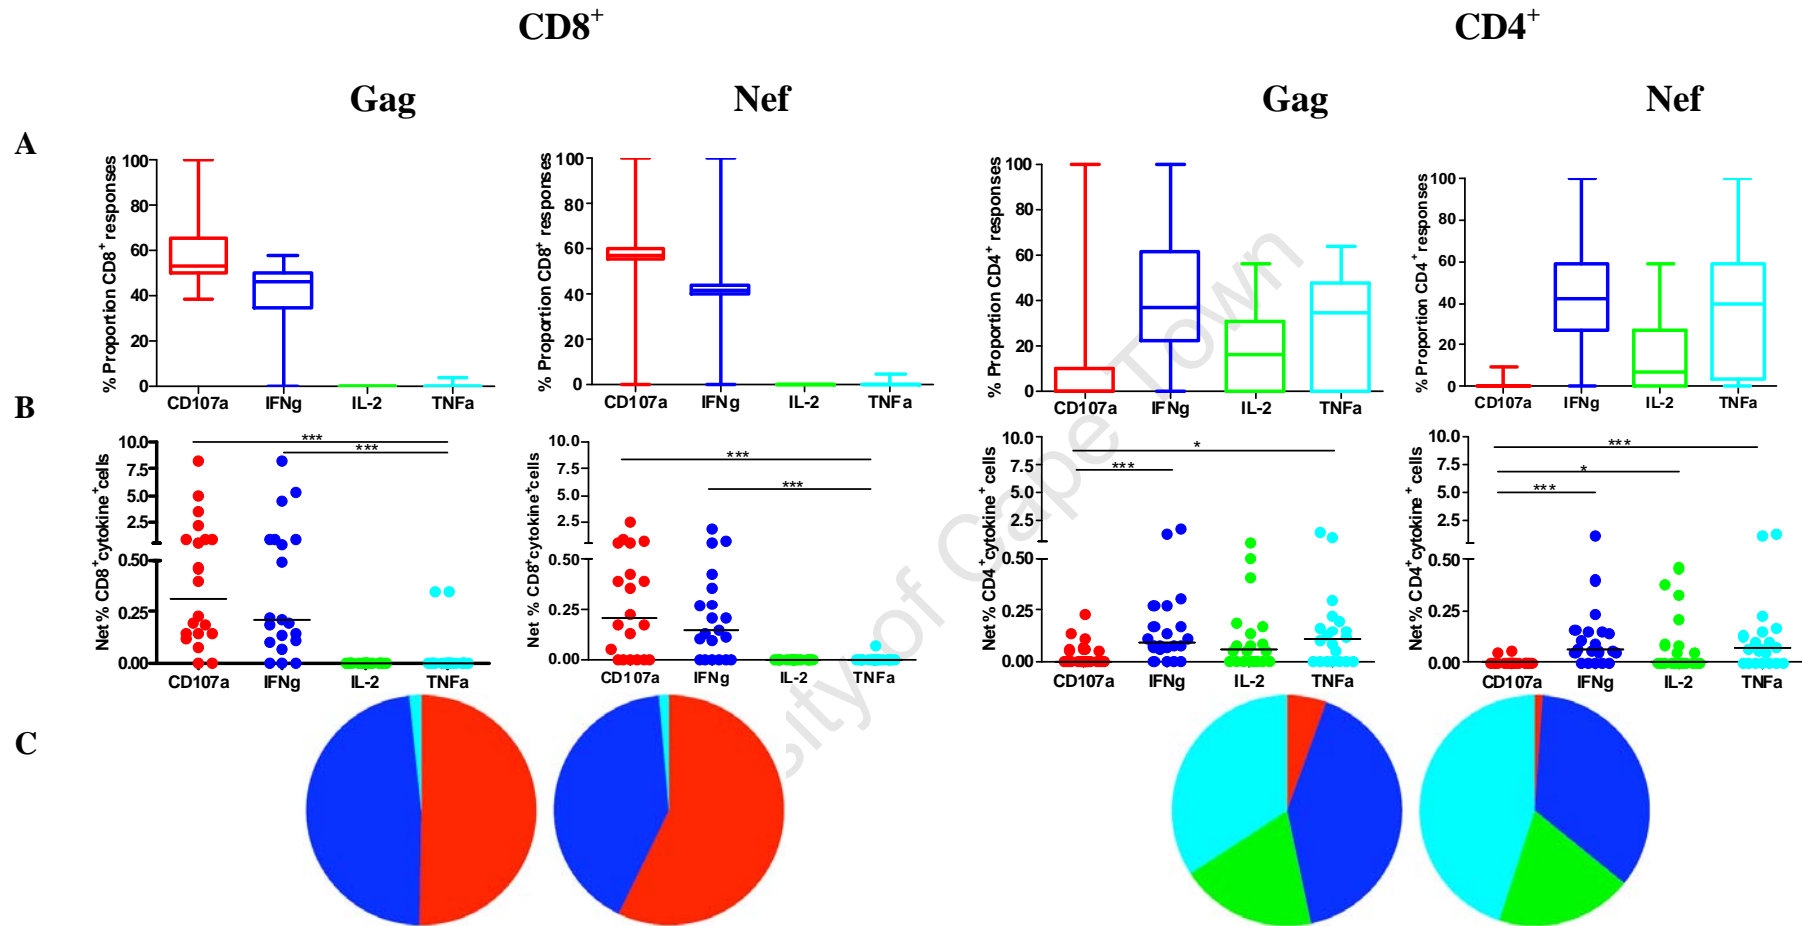 CD8+ CD4+
Gag Nef Gag Nef
A
% Proportion CD8+ responses
100
80
60
40
20
0
CD107a IFNg IL-2 TNFa
% Proportion CD8+ responses
100
80
60
40
20
0
CD107a IFNg IL-2 TNFa
% Proportion CD4+ responses
100
80
60
40
20
0
CD107a IFNg IL-2 TNFa
% Proportion CD4+ responses
100
80
60
40
20
0
CD107a IFNg IL-2 TNFa
B
Net % CD8+cytokine+cells
10.0
7.5
5.0
2.5
0.50
0.25
0.00
***
***
CD107a IFNg IL-2 TNFa
Net % CD8+cytokine+cells
10.0
7.5
5.0
2.5
0.50
0.25
0.00
***
***
CD107a IFNg IL-2 TNFa
Net % CD4+cytokine+cells
10.0
7.5
5.0
2.5
0.50
0.25
0.00
*
***
CD107a IFNg IL-2 TNFa
Net % CD4+cytokine+cells
10.0
7.5
5.0
2.5
0.50
0.25
0.00
***
*
***
CD107a IFNg IL-2 TNFa
C
sity of Cape Town